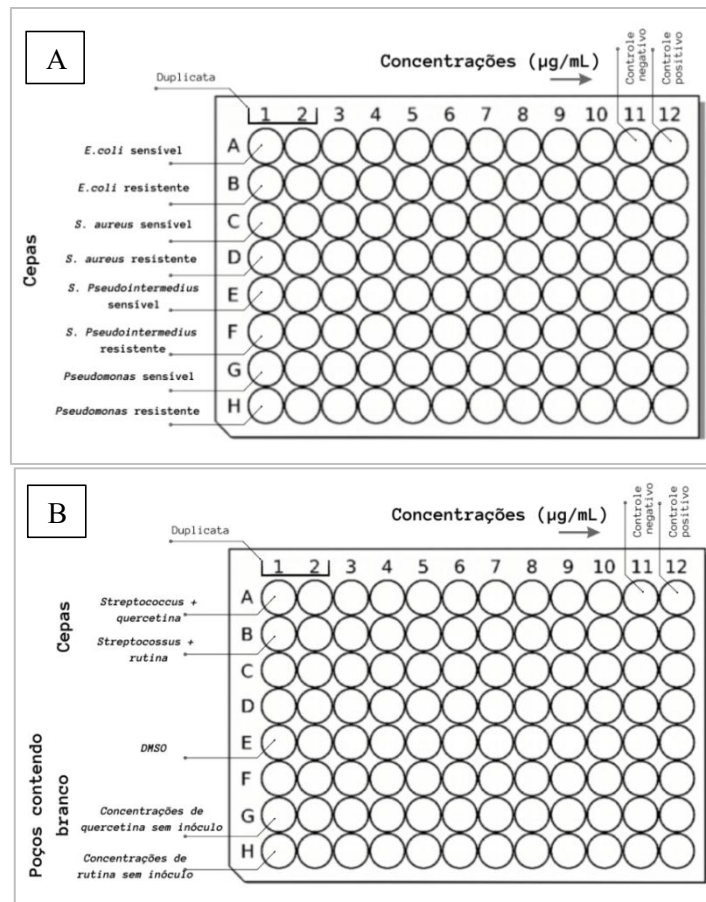 A
Concentrações (µg/mL)
Controle
negativo
Controle
positivo
Duplicata
1 2 3 4 5 6 7 8 9 10 11 12
Cepas
A
E.coli sensível
B
E.coli resistente
C
S. aureus sensível
D
S. aureus resistente
E
S. Pseudointermedius
sensível
F
S. Pseudointermedius
resistente
G
Pseudomonas sensível
H
Pseudomonas resistente
B
Concentrações (µg/mL)
Controle
negativo
Controle
positivo
Duplicata
1 2 3 4 5 6 7 8 9 10 11 12
Cepas
A
Streptococcus +
quercetina
B
Streptocossus +
rutina
C
D
Poços contendo
branco
E
DMSO
F
G
Concentrações de
quercetina sem inóculo
H
Concentrações de
rutina sem inóculo